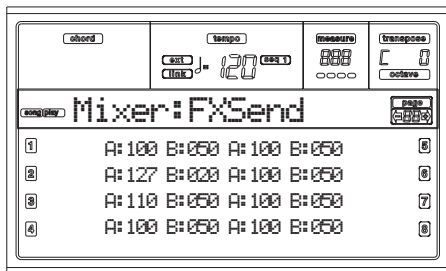 chord tempo measure transpose
ext link ♩= 120 seq 1 888 C 0
octave
song play Mixer:FXSend page
1 A:100 B:050 A:100 B:050 5
2 A:127 B:020 A:100 B:050 6
3 A:110 B:050 A:100 B:050 7
4 A:100 B:050 A:100 B:050 8